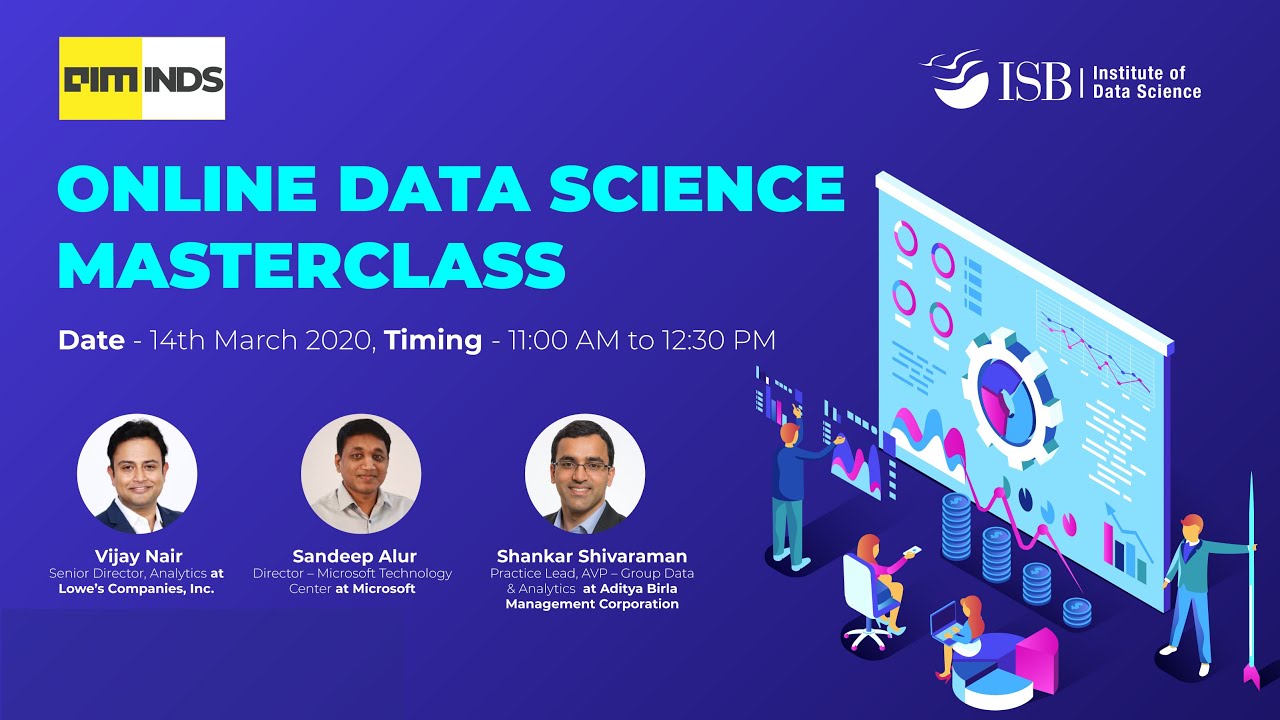 AIMINDS
ISB | Institute of
Data Science
ONLINE DATA SCIENCE
MASTERCLASS
Date - 14th March 2020, Timing - 11:00 AM to 12:30 PM
Vijay Nair
Senior Director, Analytics at
Lowe's Companies, Inc.
Sandeep Alur
Director – Microsoft Technology
Center at Microsoft
Shankar Shivaraman
Practice Lead, AVP – Group Data
& Analytics at Aditya Birla
Management Corporation